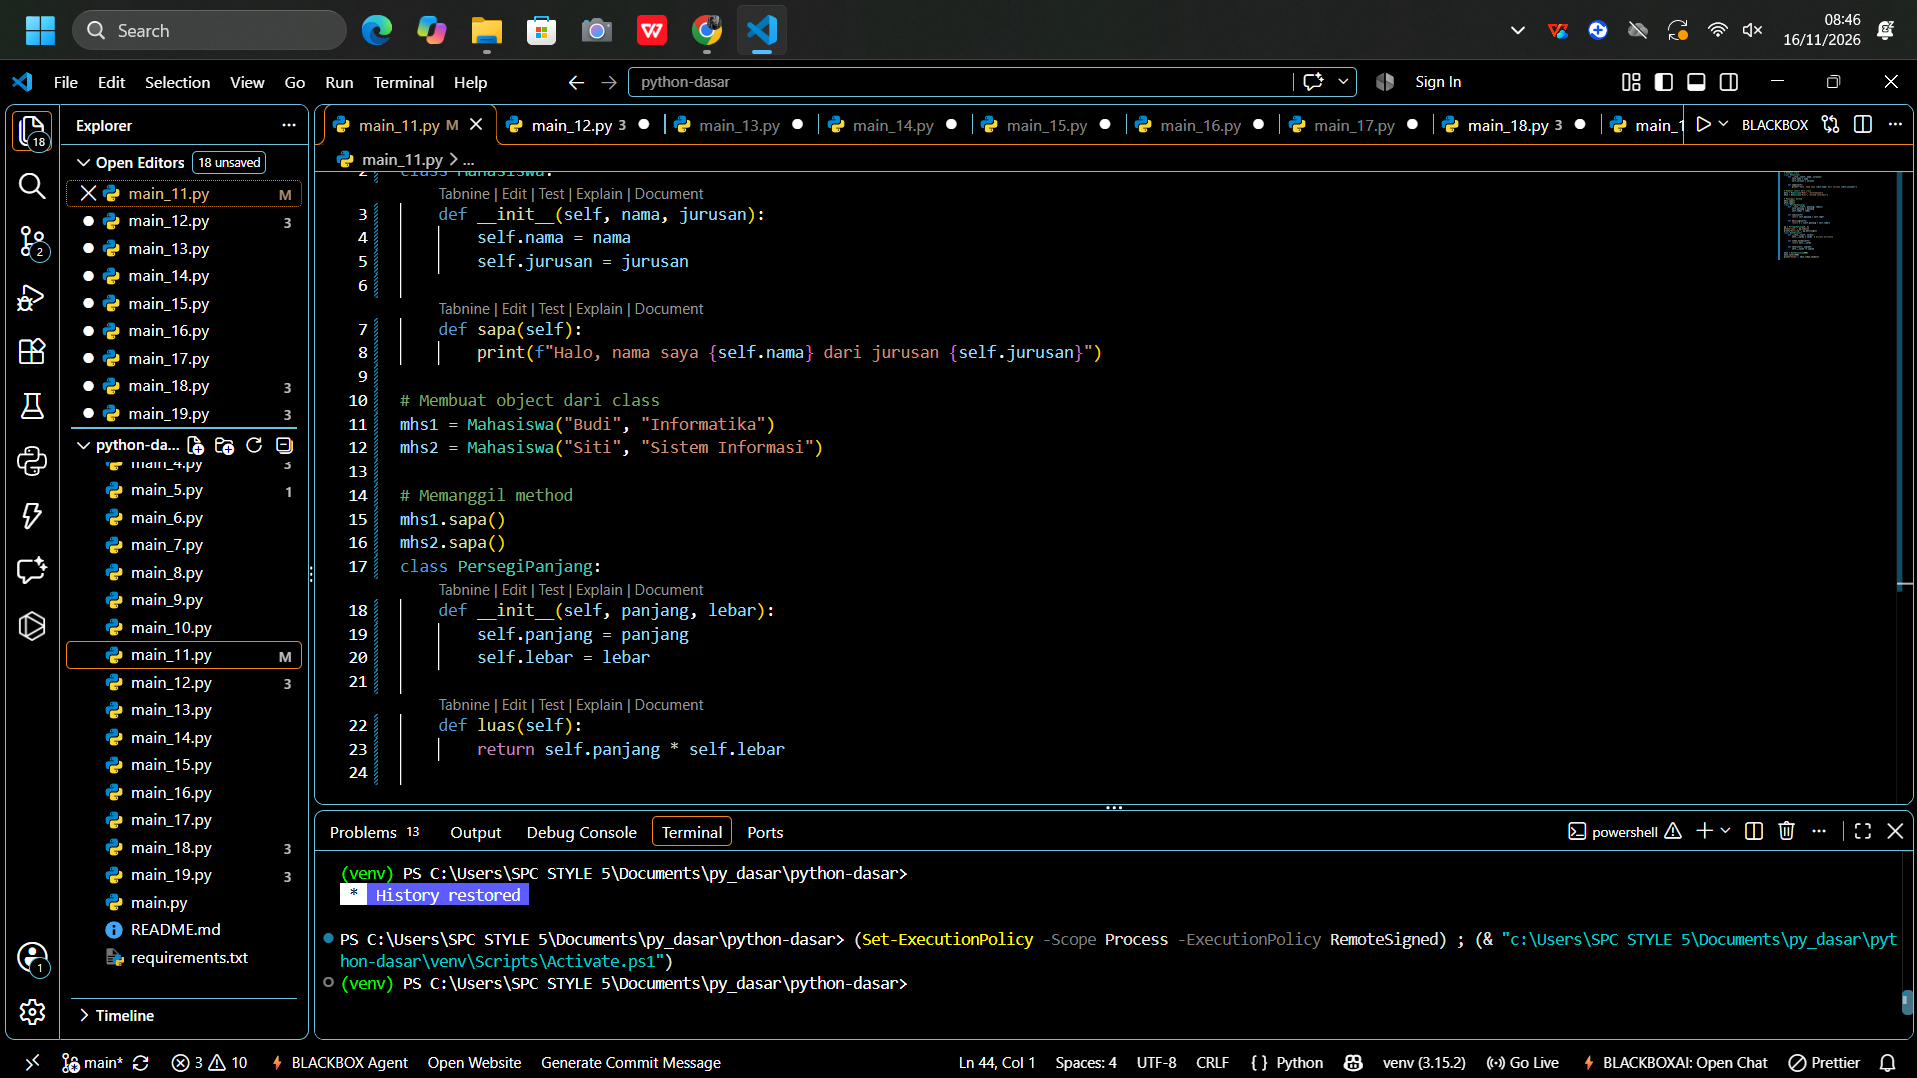 Search
08:46
16/11/2026
File Edit Selection View Go Run Terminal Help
python-dasar
Sign In
18
Explorer
Open Editors 18 unsaved
main_11.py M
main_12.py 3
main_13.py
main_14.py
main_15.py
main_16.py
main_17.py
main_18.py 3
main_19.py 3
python-da...
main_4.py 3
main_5.py 1
main_6.py
main_7.py
main_8.py
main_9.py
main_10.py
main_11.py M
main_12.py 3
main_13.py
main_14.py
main_15.py
main_16.py
main_17.py
main_18.py 3
main_19.py 3
main.py
README.md
requirements.txt
Timeline
2
1
main_11.py M main_12.py 3 main_13.py main_14.py main_15.py main_16.py main_17.py main_18.py 3 main_1 BLACKBOX
main_11.py > ...
2 class Mahasiswa:
Tabnine | Edit | Test | Explain | Document
3 def __init__(self, nama, jurusan):
4 self.nama = nama
5 self.jurusan = jurusan
6
Tabnine | Edit | Test | Explain | Document
7 def sapa(self):
8 print(f"Halo, nama saya {self.nama} dari jurusan {self.jurusan}")
9
10 # Membuat object dari class
11 mhs1 = Mahasiswa("Budi", "Informatika")
12 mhs2 = Mahasiswa("Siti", "Sistem Informasi")
13
14 # Memanggil method
15 mhs1.sapa()
16 mhs2.sapa()
17 class PersegiPanjang:
Tabnine | Edit | Test | Explain | Document
18 def __init__(self, panjang, lebar):
19 self.panjang = panjang
20 self.lebar = lebar
21
Tabnine | Edit | Test | Explain | Document
22 def luas(self):
23 return self.panjang * self.lebar
24
Problems 13 Output Debug Console Terminal Ports
powershell
(venv) PS C:\Users\SPC STYLE 5\Documents\py_dasar\python-dasar>
* History restored
PS C:\Users\SPC STYLE 5\Documents\py_dasar\python-dasar> (Set-ExecutionPolicy -Scope Process -ExecutionPolicy RemoteSigned) ; (& "c:\Users\SPC STYLE 5\Documents\py_dasar\pyt
hon-dasar\venv\Scripts\Activate.ps1")
(venv) PS C:\Users\SPC STYLE 5\Documents\py_dasar\python-dasar>
main* 3 10 BLACKBOX Agent Open Website Generate Commit Message Ln 44, Col 1 Spaces: 4 UTF-8 CRLF { } Python venv (3.15.2) Go Live BLACKBOXAI: Open Chat Prettier